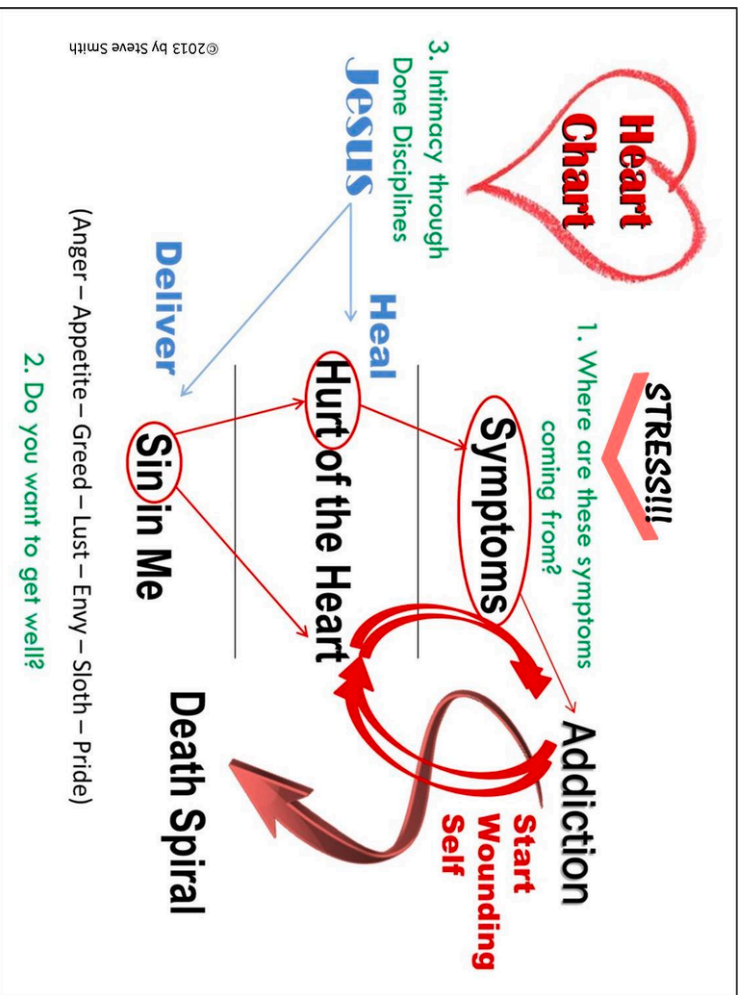 Heart
Chart
STRESS!!!
1. Where are these symptoms
coming from?
Symptoms
Addiction
Start
Wounding
Self
3. Intimacy through
Done Disciplines
Jesus
Heal
Hurt of the Heart
Deliver
Sin in Me
Death Spiral
(Anger – Appetite – Greed – Lust – Envy – Sloth – Pride)
2. Do you want to get well?
©2013 by Steve Smith